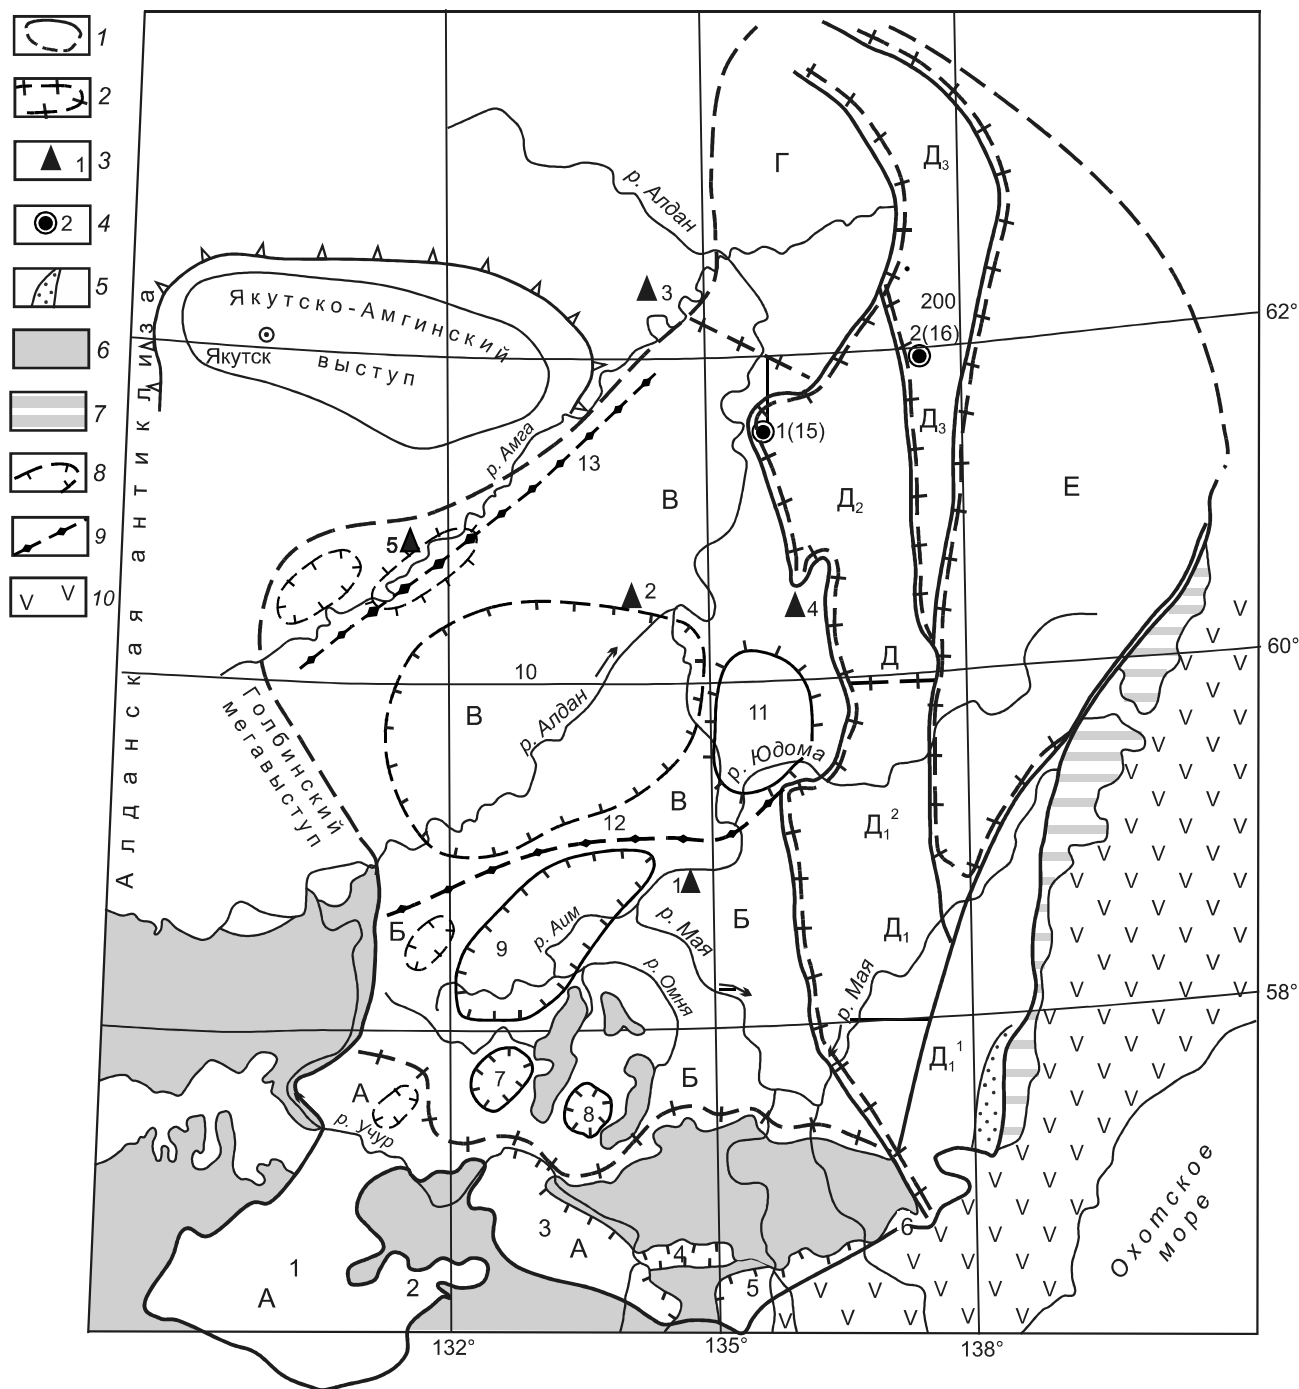 1
2
1 3
2 4
5
6
7
8
9
10
Г
Д₃
р. Алдан
3
200
2(16)
62°
Якутско-Амгинский
выступ
Якутск
Алданская антиклиза
р. Амга
13
1(15)
Д₃
В
Д₂
Е
5
2
4
60°
Д
10
В
р. Алдан
11
р. Юдома
Голбинский
мегавыступ
В
12
Д₁²
1
Б
9
р. Аим
р. Мая
Б
Д₁
р. Омня
р. Мая
58°
Д₁¹
7
Б
А
8
р. Учур
3
А
4
6
5
1
2
А
Охотское
море
132°
135°
138°